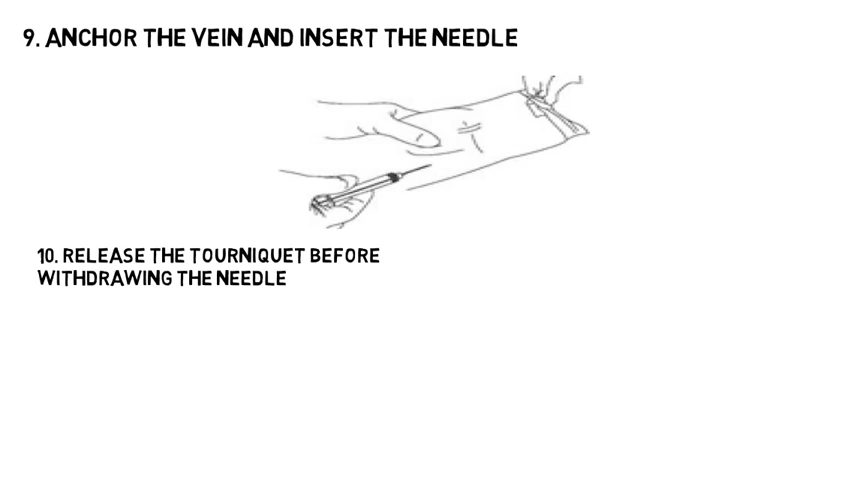 9. ANCHOR THE VEIN AND INSERT THE NEEDLE
10. RELEASE THE TOURNIQUET BEFORE
WITHDRAWING THE NEEDLE